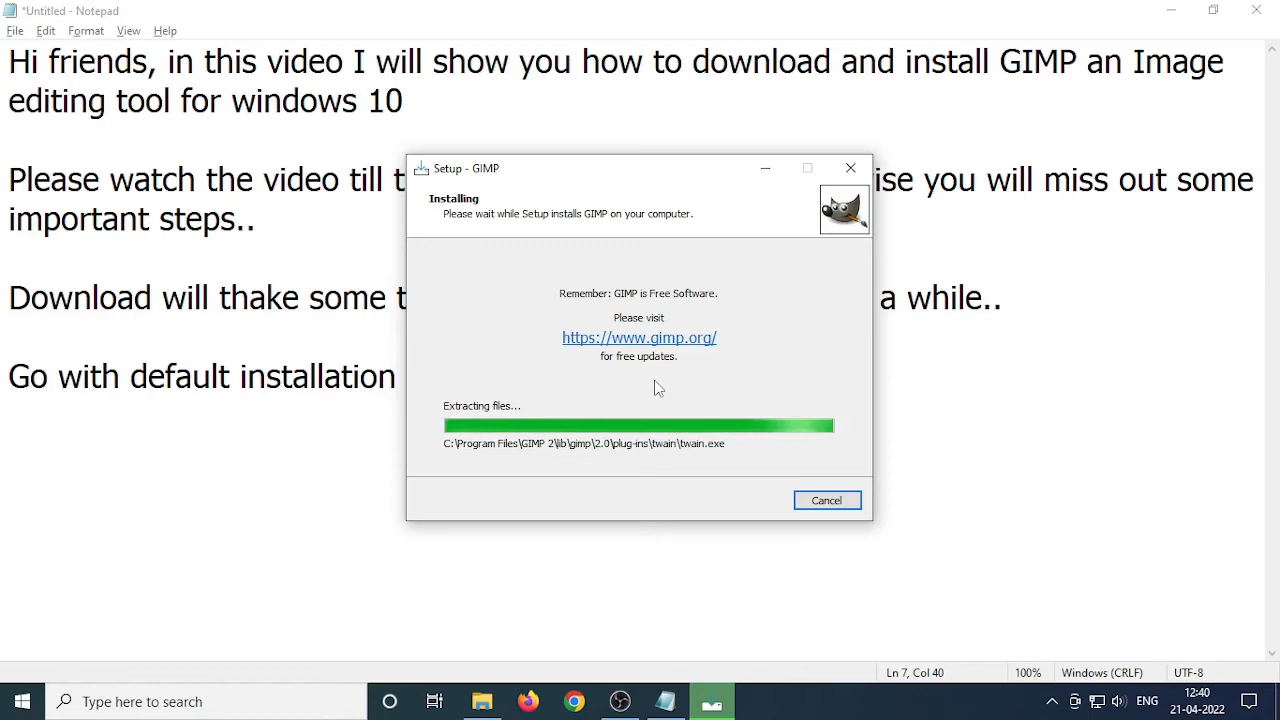 *Untitled - Notepad
File Edit Format View Help
Hi friends, in this video I will show you how to download and install GIMP an Image
editing tool for windows 10
Please watch the video till t
ise you will miss out some
important steps..
Download will thake some t
a while..
Go with default installation
Setup - GIMP
Installing
Please wait while Setup installs GIMP on your computer.
Remember: GIMP is Free Software.
Please visit
https://www.gimp.org/
for free updates.
Extracting files...
C:\Program Files\GIMP 2\lib\gimp\2.0\plug-ins\twain\twain.exe
Cancel
Ln 7, Col 40 100% Windows (CRLF) UTF-8
Type here to search
ENG
12:40
21-04-2022